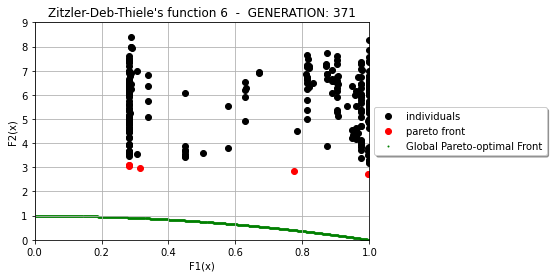 Zitzler-Deb-Thiele's function 6 - GENERATION: 371
9
8
7
6
5
4
3
2
1
0
F2(x)
0.0 0.2 0.4 0.6 0.8 1.0
F1(x)
individuals
pareto front
Global Pareto-optimal Front